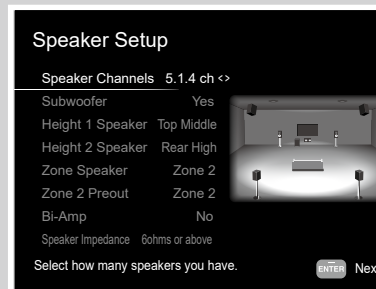 Speaker Setup
Speaker Channels 5.1.4 ch <>
Subwoofer Yes
Height 1 Speaker Top Middle
Height 2 Speaker Rear High
Zone Speaker Zone 2
Zone 2 Preout Zone 2
Bi-Amp No
Speaker Impedance 6ohms or above
Select how many speakers you have. ENTER Nex